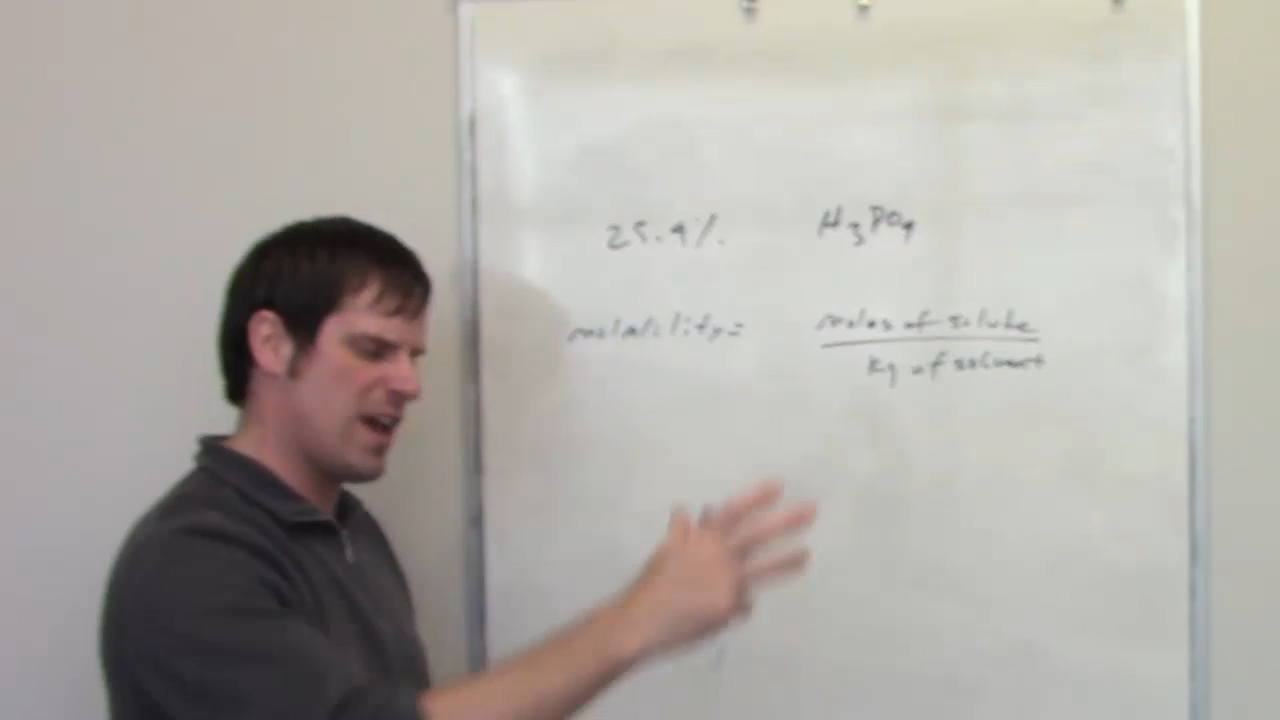 25.4% H₃PO₄
molality = moles of solute
kg of solvent